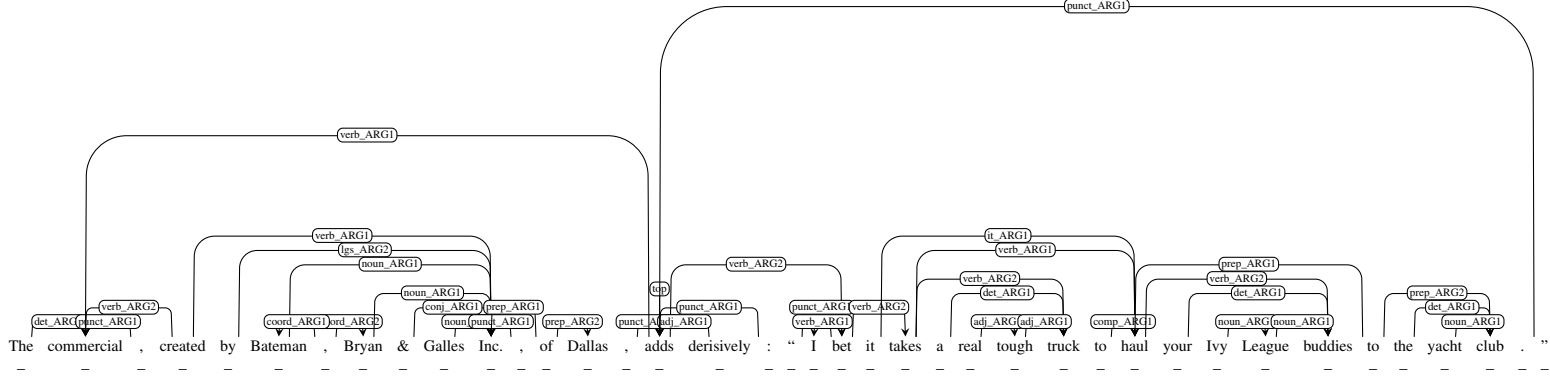 punct_ARG1
verb_ARG1
verb_ARG1 it_ARG1
lgs_ARG2 verb_ARG1
noun_ARG1 verb_ARG2 prep_ARG1
verb_ARG2 verb_ARG2
top
noun_ARG1 det_ARG1 det_ARG1 prep_ARG2
verb_ARG2 conj_ARG1 prep_ARG1 punct_ARG1 punct_ARG1 verb_ARG2 det_ARG1
punct_ARG1 coord_ARG1 punct_ARG1 prep_ARG2 adj_ARG1 verb_ARG1 adj_ARG1 comp_ARG1 noun_ARG1 noun_ARG1
The commercial , created by Bateman , Bryan & Galles Inc. , of Dallas , adds derisively : “ I bet it takes a real tough truck to haul your Ivy League buddies to the yacht club . ”
_ _ _ _ _ _ _ _ _ _ _ _ _ _ _ _ _ _ _ _ _ _ _ _ _ _ _ _ _ _ _ _ _ _ _ _ _ _ _